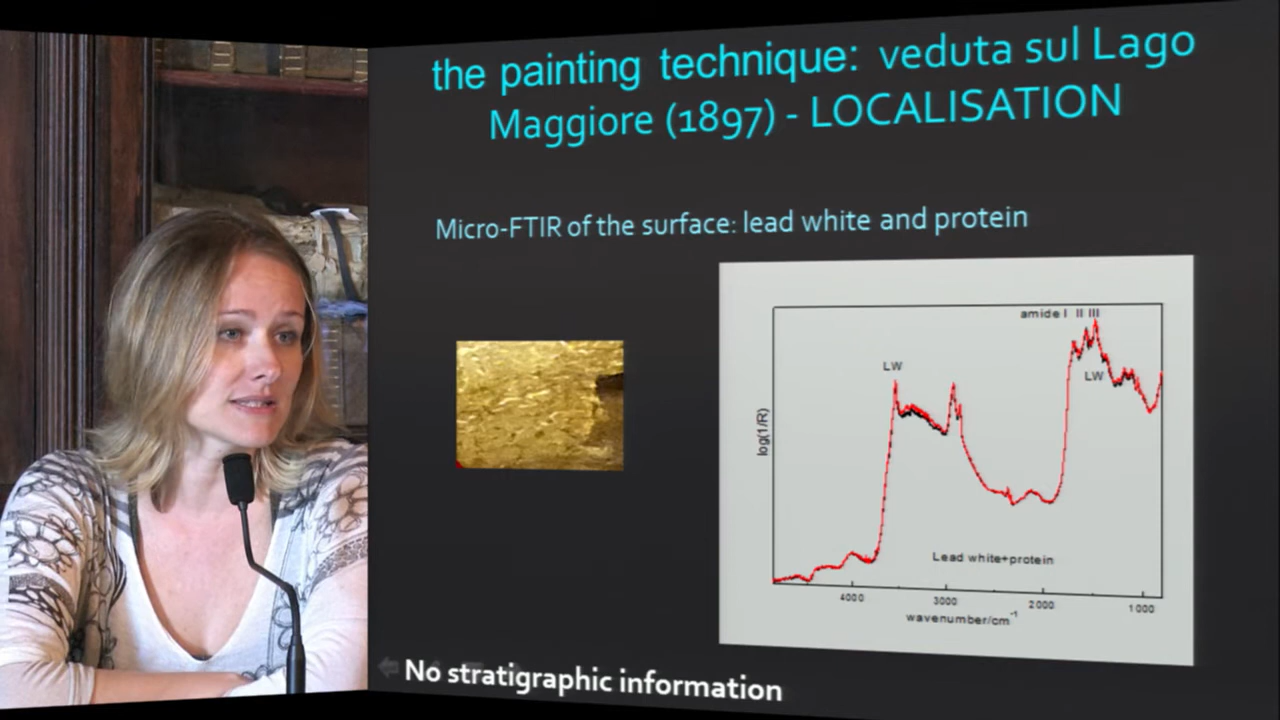 the painting technique: veduta sul Lago
Maggiore (1897) - LOCALISATION
Micro-FTIR of the surface: lead white and protein
amide I II III
LW
LW
log(1/R)
Lead white+protein
4000 3000 2000 1000
wavenumber/cm⁻¹
No stratigraphic information